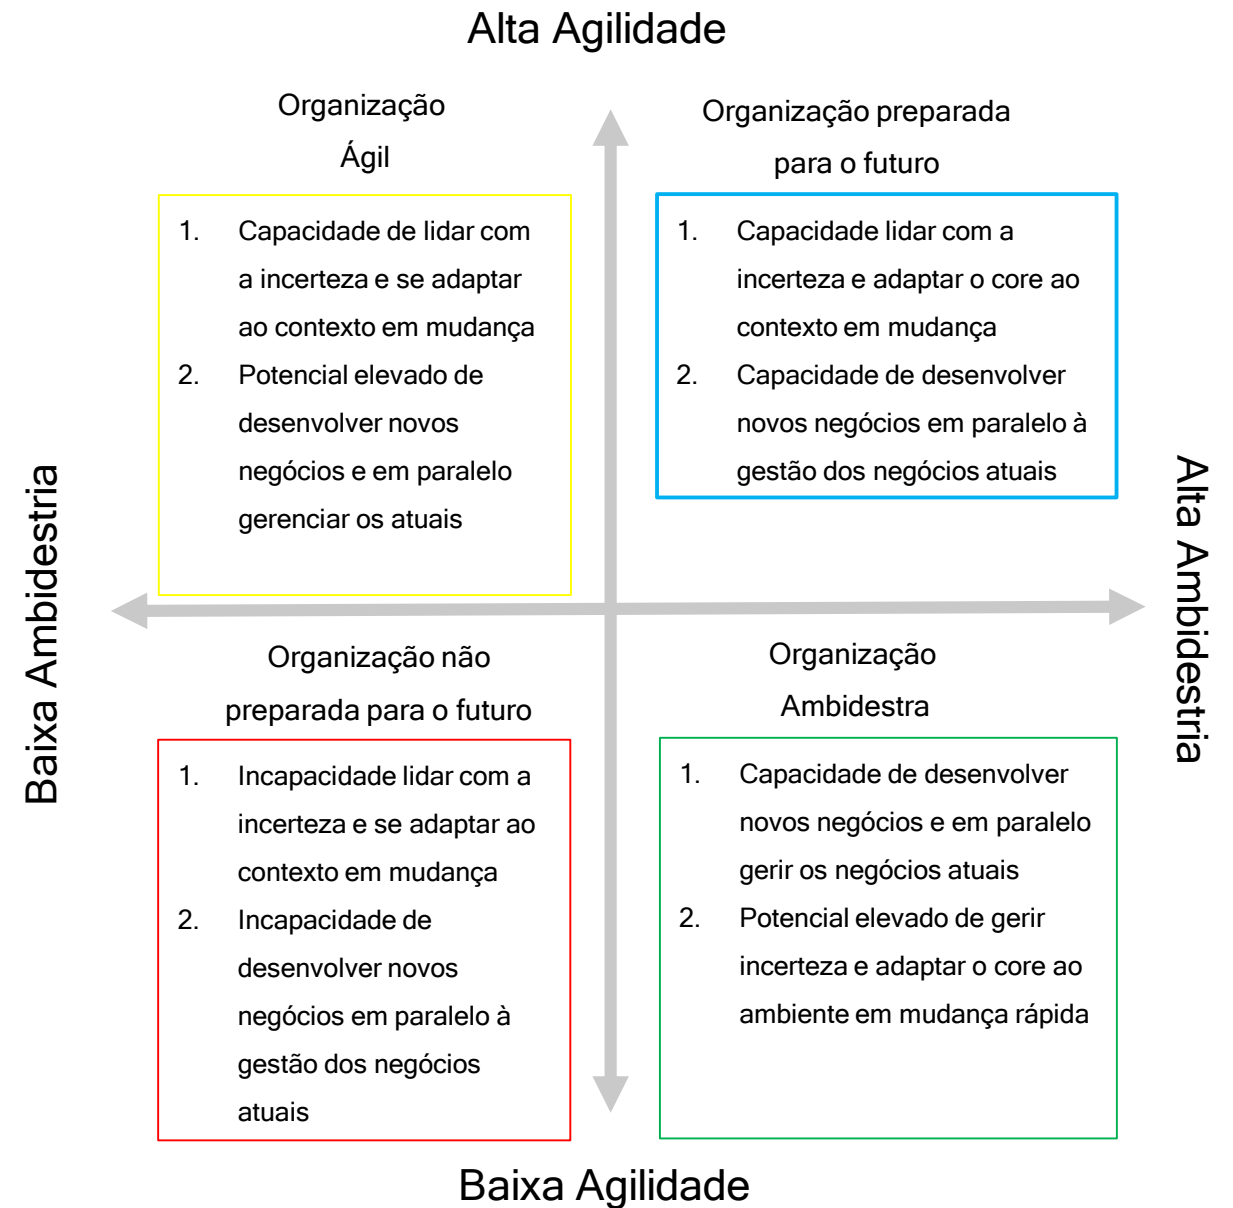 Alta Agilidade
Organização
Ágil
1. Capacidade de lidar com
a incerteza e se adaptar
ao contexto em mudança
2. Potencial elevado de
desenvolver novos
negócios e em paralelo
gerenciar os atuais
Organização preparada
para o futuro
1. Capacidade lidar com a
incerteza e adaptar o core ao
contexto em mudança
2. Capacidade de desenvolver
novos negócios em paralelo à
gestão dos negócios atuais
Baixa Ambidestria
Alta Ambidestria
Organização não
preparada para o futuro
1. Incapacidade lidar com a
incerteza e se adaptar ao
contexto em mudança
2. Incapacidade de
desenvolver novos
negócios em paralelo à
gestão dos negócios
atuais
Organização
Ambidestra
1. Capacidade de desenvolver
novos negócios e em paralelo
gerir os negócios atuais
2. Potencial elevado de gerir
incerteza e adaptar o core ao
ambiente em mudança rápida
Baixa Agilidade